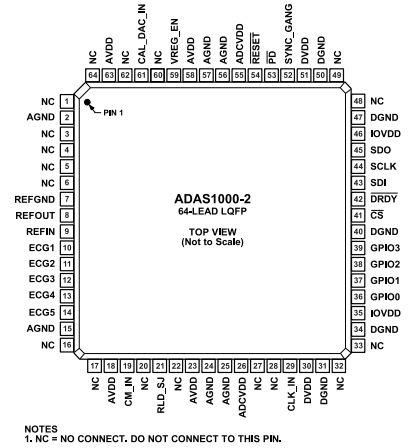 NC
AVDD
NC
CAL_DAC_IN
NC
VREG_EN
AVDD
AGND
AGND
ADCVDD
RESET
PD
SYNC_GANG
DVDD
DGND
NC
64 63 62 61 60 59 58 57 56 55 54 53 52 51 50 49
NC 1
AGND 2
NC 3
NC 4
NC 5
NC 6
REFGND 7
REFOUT 8
REFIN 9
ECG1 10
ECG2 11
ECG3 12
ECG4 13
ECG5 14
AGND 15
NC 16
PIN 1
ADAS1000-2
64-LEAD LQFP
TOP VIEW
(Not to Scale)
48 NC
47 DGND
46 IOVDD
45 SDO
44 SCLK
43 SDI
42 DRDY
41 CS
40 DGND
39 GPIO3
38 GPIO2
37 GPIO1
36 GPIO0
35 IOVDD
34 DGND
33 NC
17 18 19 20 21 22 23 24 25 26 27 28 29 30 31 32
NC
AVDD
CM_IN
NC
RLD_SJ
NC
AVDD
AGND
AGND
ADCVDD
NC
NC
CLK_IN
DVDD
DGND
NC
NOTES
1. NC = NO CONNECT. DO NOT CONNECT TO THIS PIN.